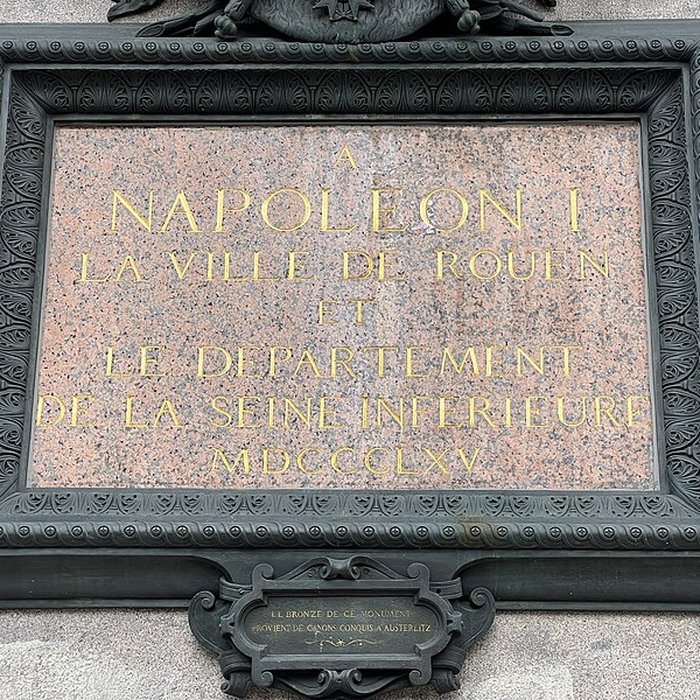 A
NAPOLEON I
LA VILLE DE ROUEN
ET
LE DEPARTEMENT
DE LA SEINE INFERIEURE
MDCCCLXV
LE BRONZE DE CE MONUMENT
PROVIENT DE CANONS CONQUIS A AUSTERLITZ